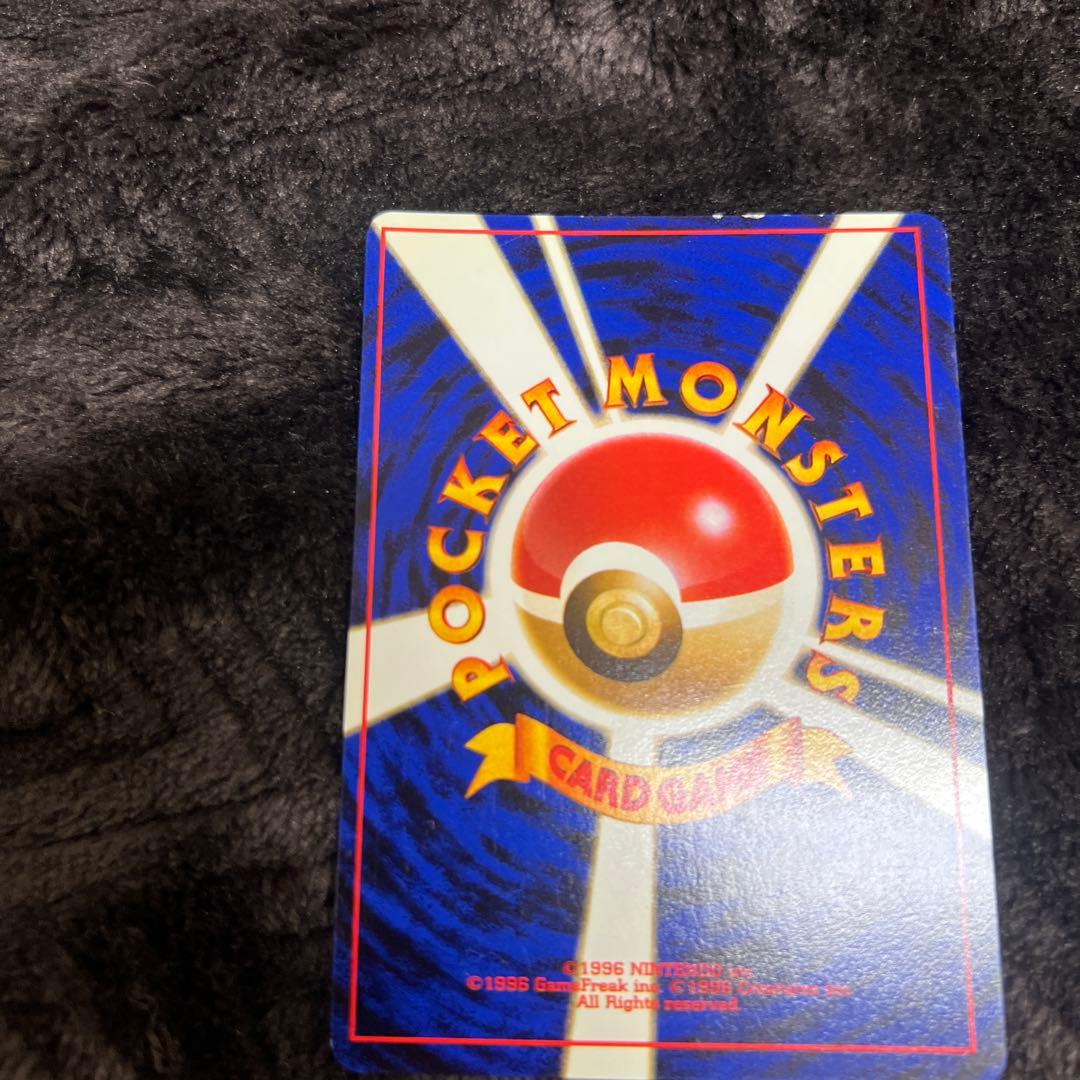 POCKET MONSTERS
CARD GAME
©1996 NINTENDO inc.
©1996 GameFreak inc. ©1996 Creatures inc.
All Rights reserved.